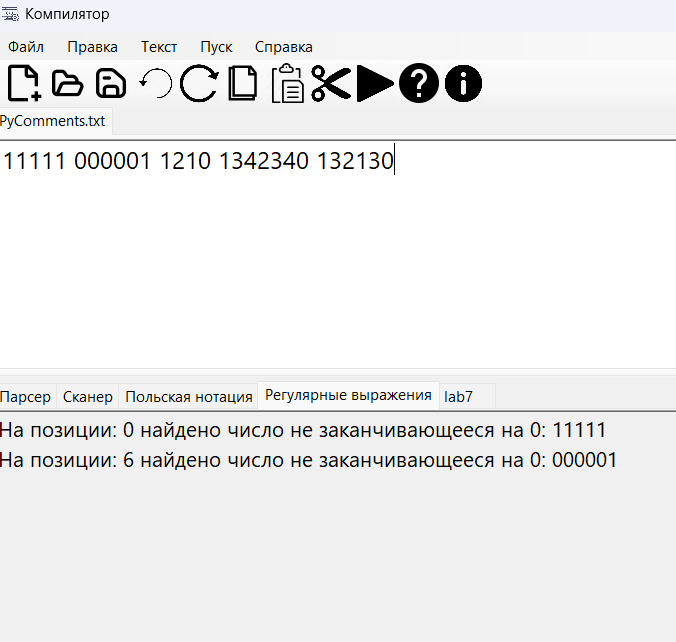 Компилятор
Файл Правка Текст Пуск Справка
PyComments.txt
11111 000001 1210 1342340 132130
Парсер Сканер Польская нотация Регулярные выражения lab7
На позиции: 0 найдено число не заканчивающееся на 0: 11111
На позиции: 6 найдено число не заканчивающееся на 0: 000001